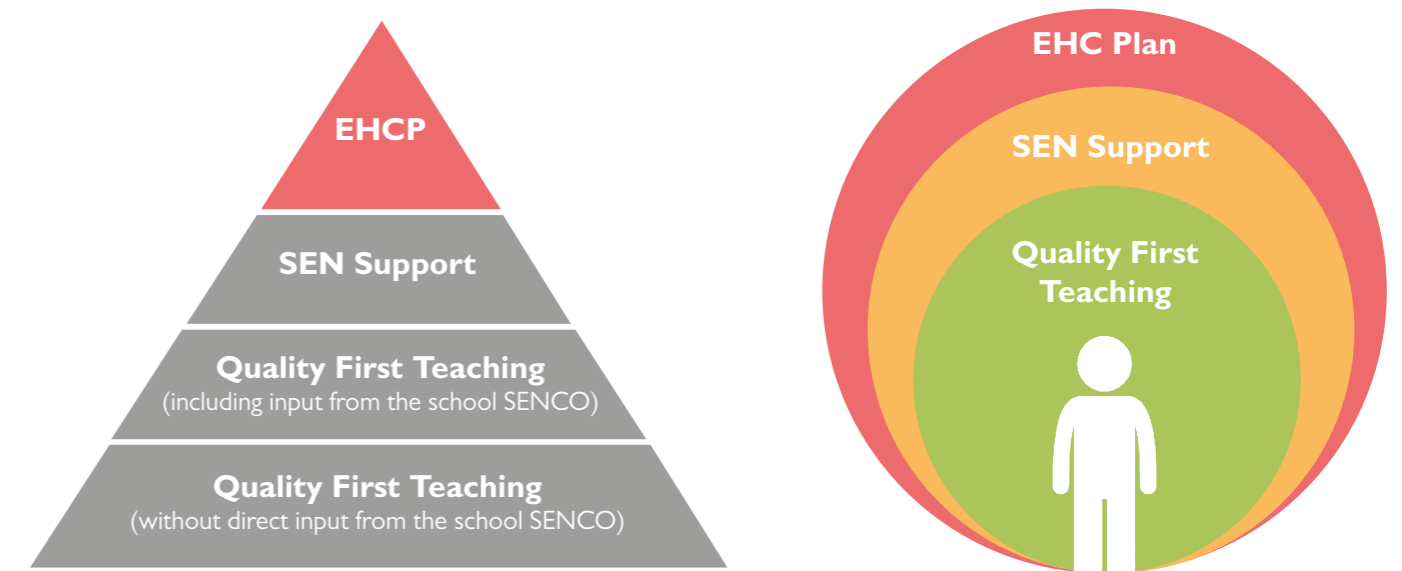 EHCP
SEN Support
Quality First Teaching
(including input from the school SENCO)
Quality First Teaching
(without direct input from the school SENCO)
EHC Plan
SEN Support
Quality First
Teaching